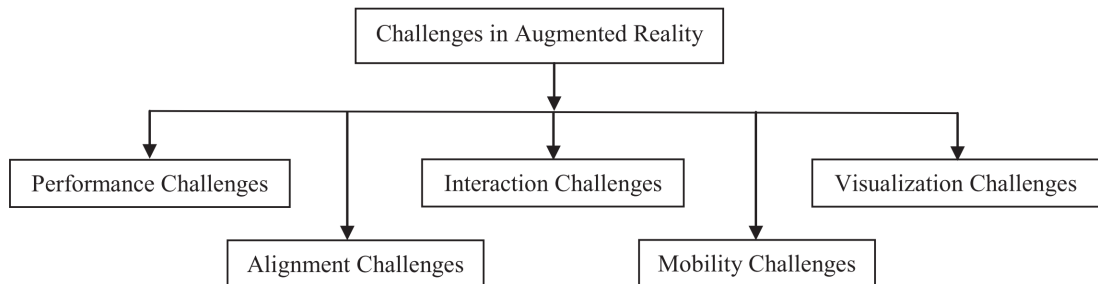 Challenges in Augmented Reality
Performance Challenges
Interaction Challenges
Visualization Challenges
Alignment Challenges
Mobility Challenges